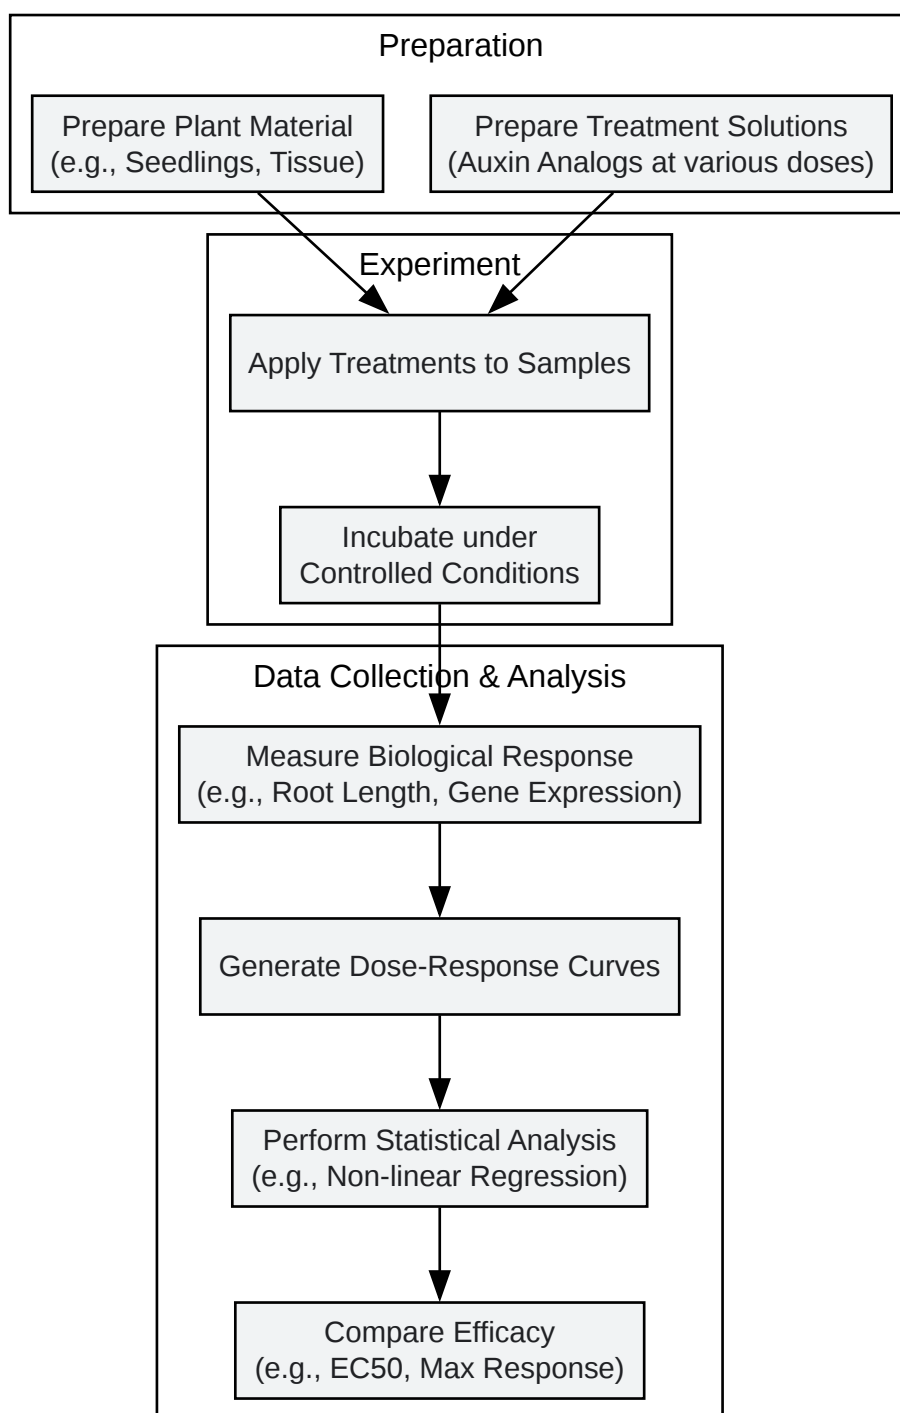 Preparation
Prepare Plant Material
(e.g., Seedlings, Tissue)
Prepare Treatment Solutions
(Auxin Analogs at various doses)
Experiment
Apply Treatments to Samples
Incubate under
Controlled Conditions
Data Collection & Analysis
Measure Biological Response
(e.g., Root Length, Gene Expression)
Generate Dose-Response Curves
Perform Statistical Analysis
(e.g., Non-linear Regression)
Compare Efficacy
(e.g., EC50, Max Response)